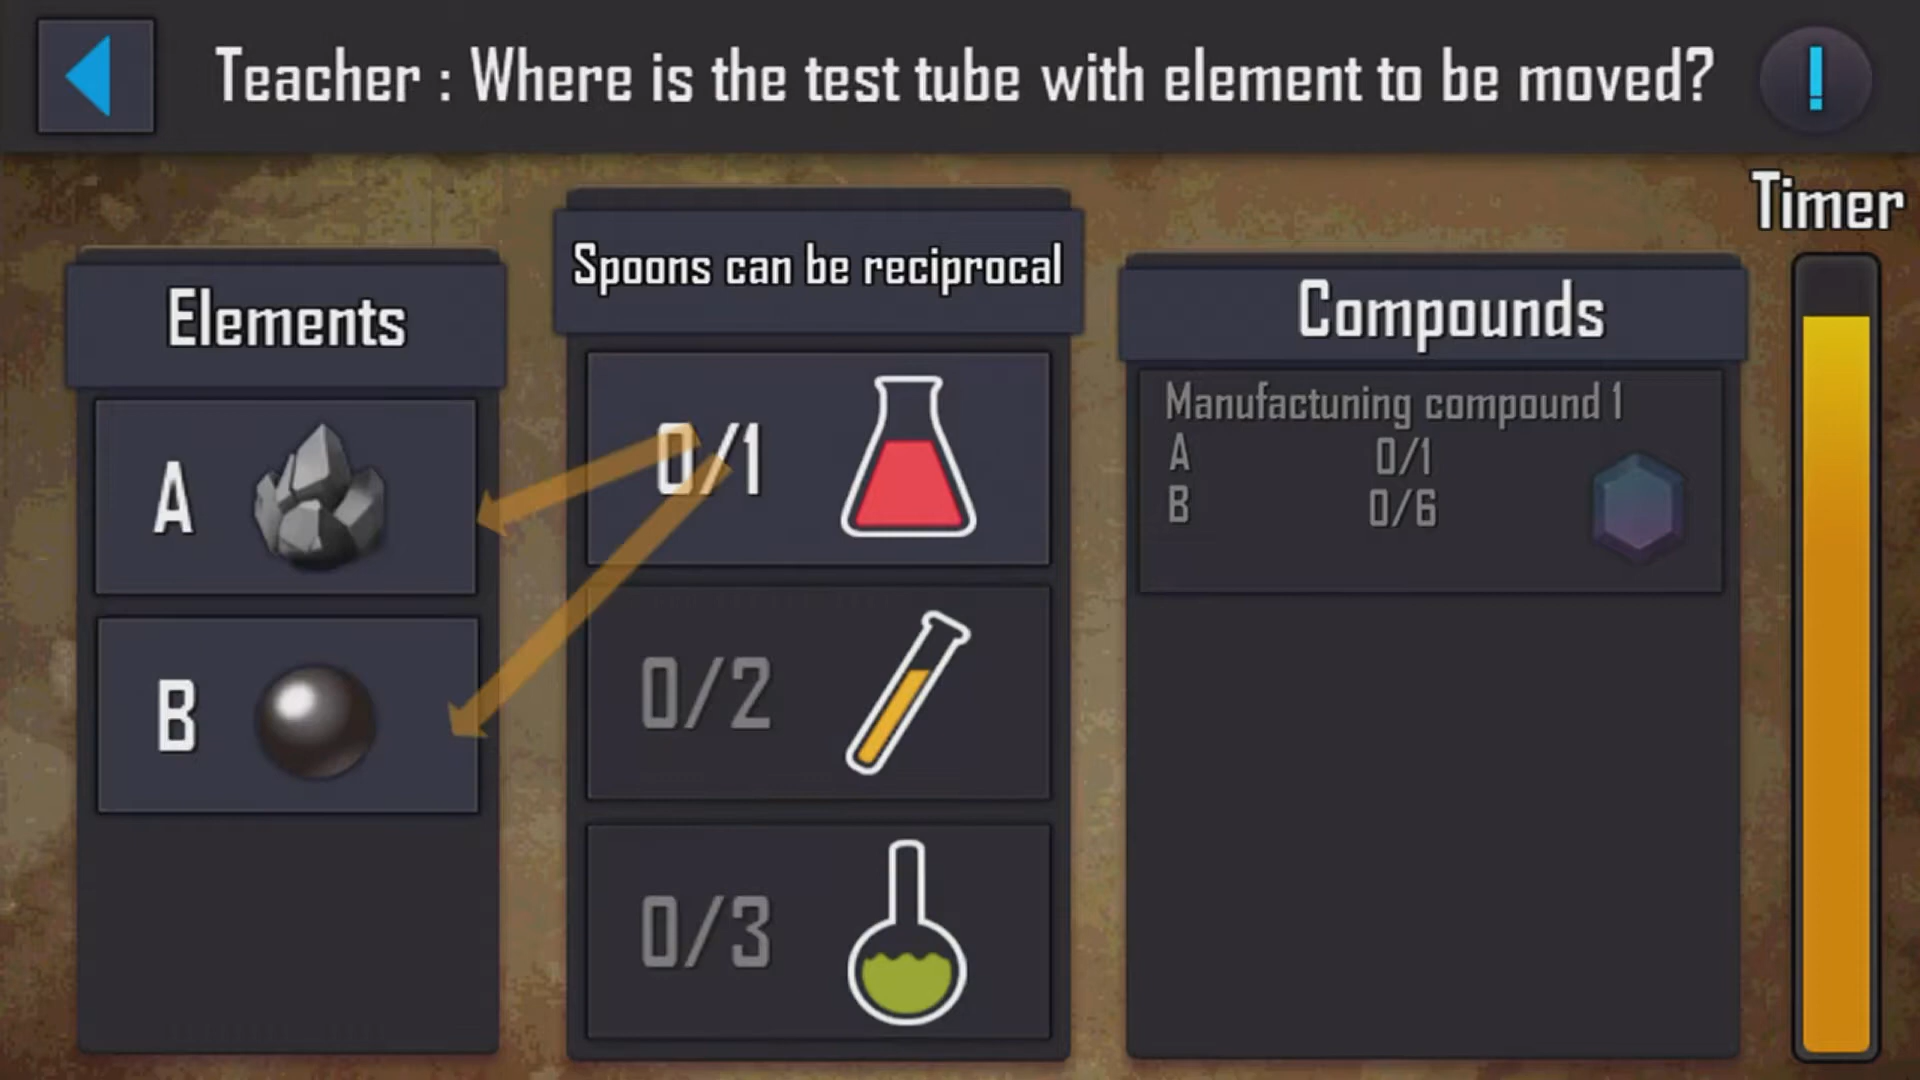 Teacher : Where is the test tube with element to be moved?
!
Timer
Elements
A
B
Spoons can be reciprocal
0/1
0/2
0/3
Compounds
Manufactuning compound 1
A 0/1
B 0/6